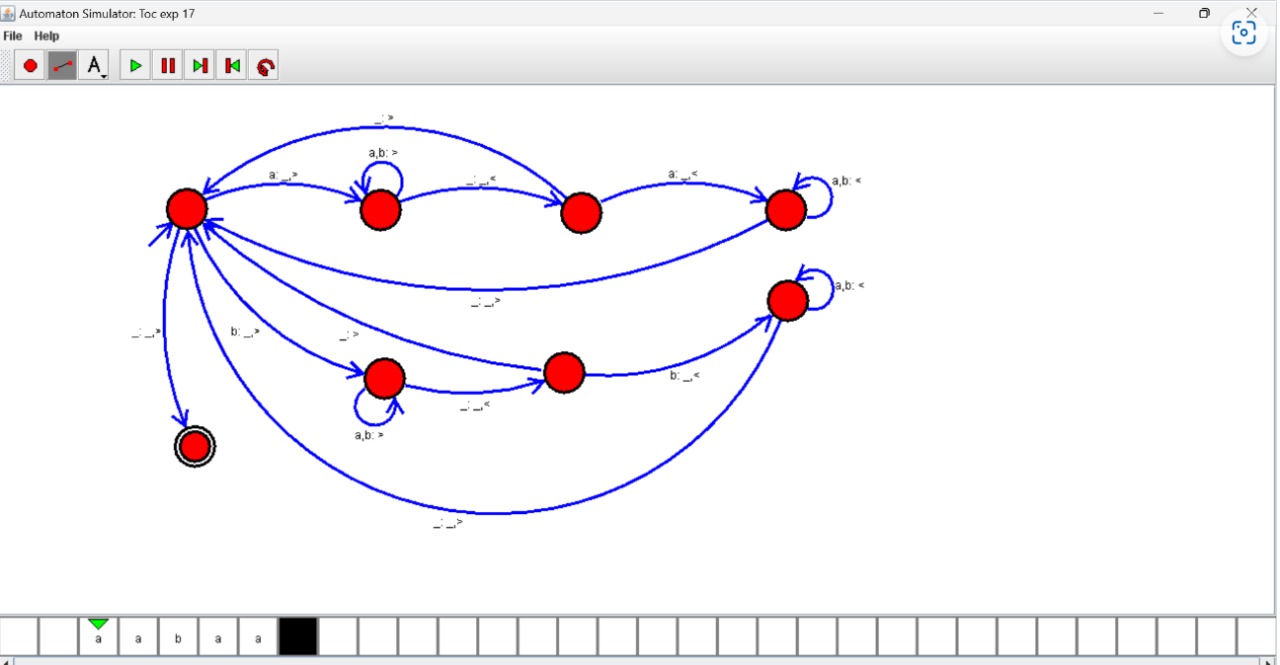 Automaton Simulator: Toc exp 17
File Help
A
_: >
a,b: >
a: _,>
_: _,<
a: _,<
a,b: <
_: _,>
a,b: <
_: _,>
b: _,>
_: >
b: _,<
_: _,<
a,b: >
_: _,>
a a b a a